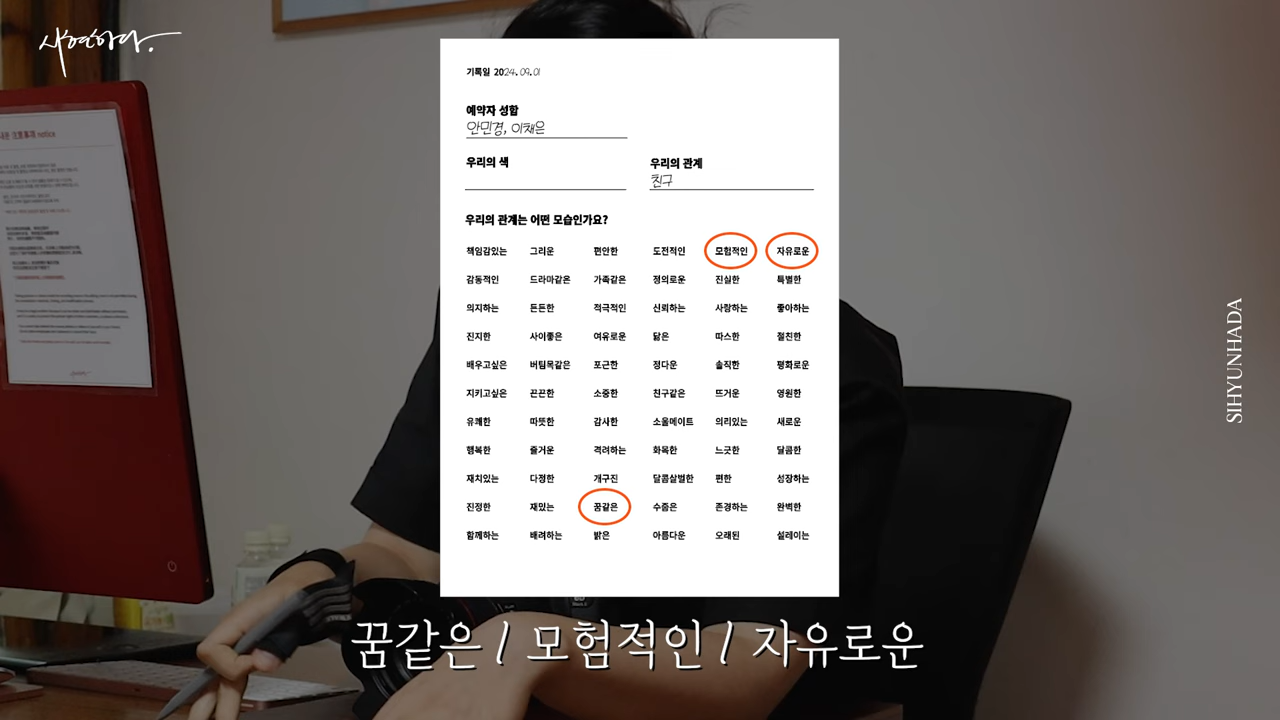 시현하다.
기록일 2024. 09. 01
예약자 성함
안민경, 이채은
우리의 색 우리의 관계
친구
우리의 관계는 어떤 모습인가요?
책임감있는 그리운 편안한 도전적인 모험적인 자유로운
감동적인 드라마같은 가족같은 정의로운 진실한 특별한
의지하는 든든한 적극적인 신뢰하는 사랑하는 좋아하는
진지한 사이좋은 여유로운 닮은 따스한 절친한
배우고싶은 버팀목같은 포근한 정다운 솔직한 평화로운
지키고싶은 끈끈한 소중한 친구같은 뜨거운 영원한
유쾌한 따뜻한 감사한 소울메이트 의리있는 새로운
행복한 즐거운 격려하는 화목한 느긋한 달콤한
재치있는 다정한 개구진 달콤살벌한 편한 성장하는
진정한 재밌는 꿈같은 수줍은 존경하는 완벽한
함께하는 배려하는 밝은 아름다운 오래된 설레이는
꿈같은 / 모험적인 / 자유로운
SIHYUNHADA
notice